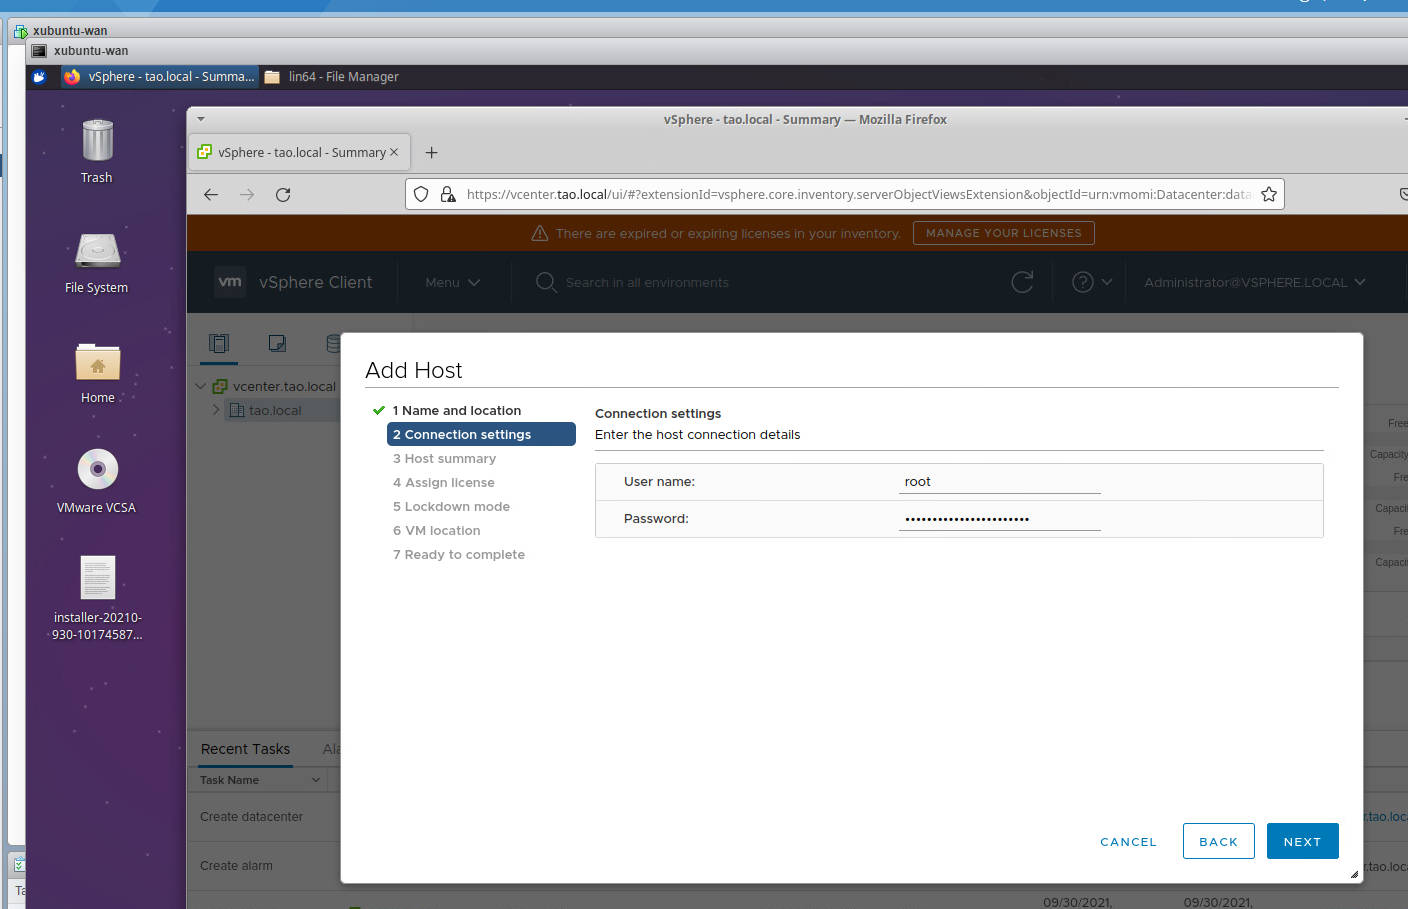 xubuntu-wan
xubuntu-wan
vSphere - tao.local - Summa...
lin64 - File Manager
Trash
File System
Home
VMware VCSA
installer-20210-
930-10174587...
vSphere - tao.local - Summary — Mozilla Firefox
vSphere - tao.local - Summary
https://vcenter.tao.local/ui/#?extensionId=vsphere.core.inventory.serverObjectViewsExtension&objectId=urn:vmomi:Datacenter:data
There are expired or expiring licenses in your inventory.
MANAGE YOUR LICENSES
vm
vSphere Client
Menu
Search in all environments
Administrator@VSPHERE.LOCAL
vcenter.tao.local
tao.local
Add Host
1 Name and location
2 Connection settings
3 Host summary
4 Assign license
5 Lockdown mode
6 VM location
7 Ready to complete
Connection settings
Enter the host connection details
User name:
root
Password:
•••••••••••••••••••••••
CANCEL
BACK
NEXT
Free
Capacity
Fre
Capacity
Fre
Capaci
Recent Tasks
Ala
Task Name
Create datacenter
Create alarm
r.tao.loc
r.tao.loc
09/30/2021,
09/30/2021,
Ta